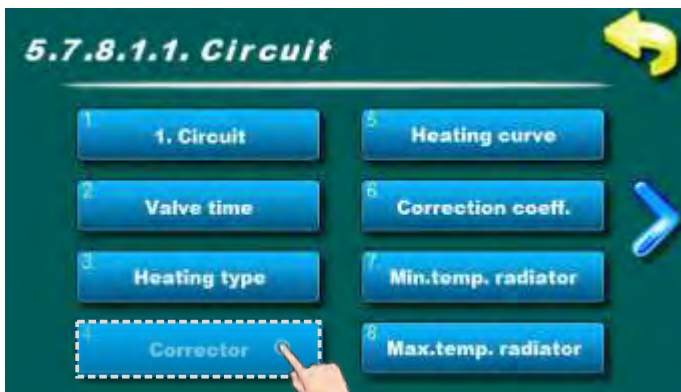 5.7.8.1.1. Circuit
1 1. Circuit
2 Valve time
3 Heating type
4 Corrector
5 Heating curve
6 Correction coeff.
7 Min.temp. radiator
8 Max.temp. radiator